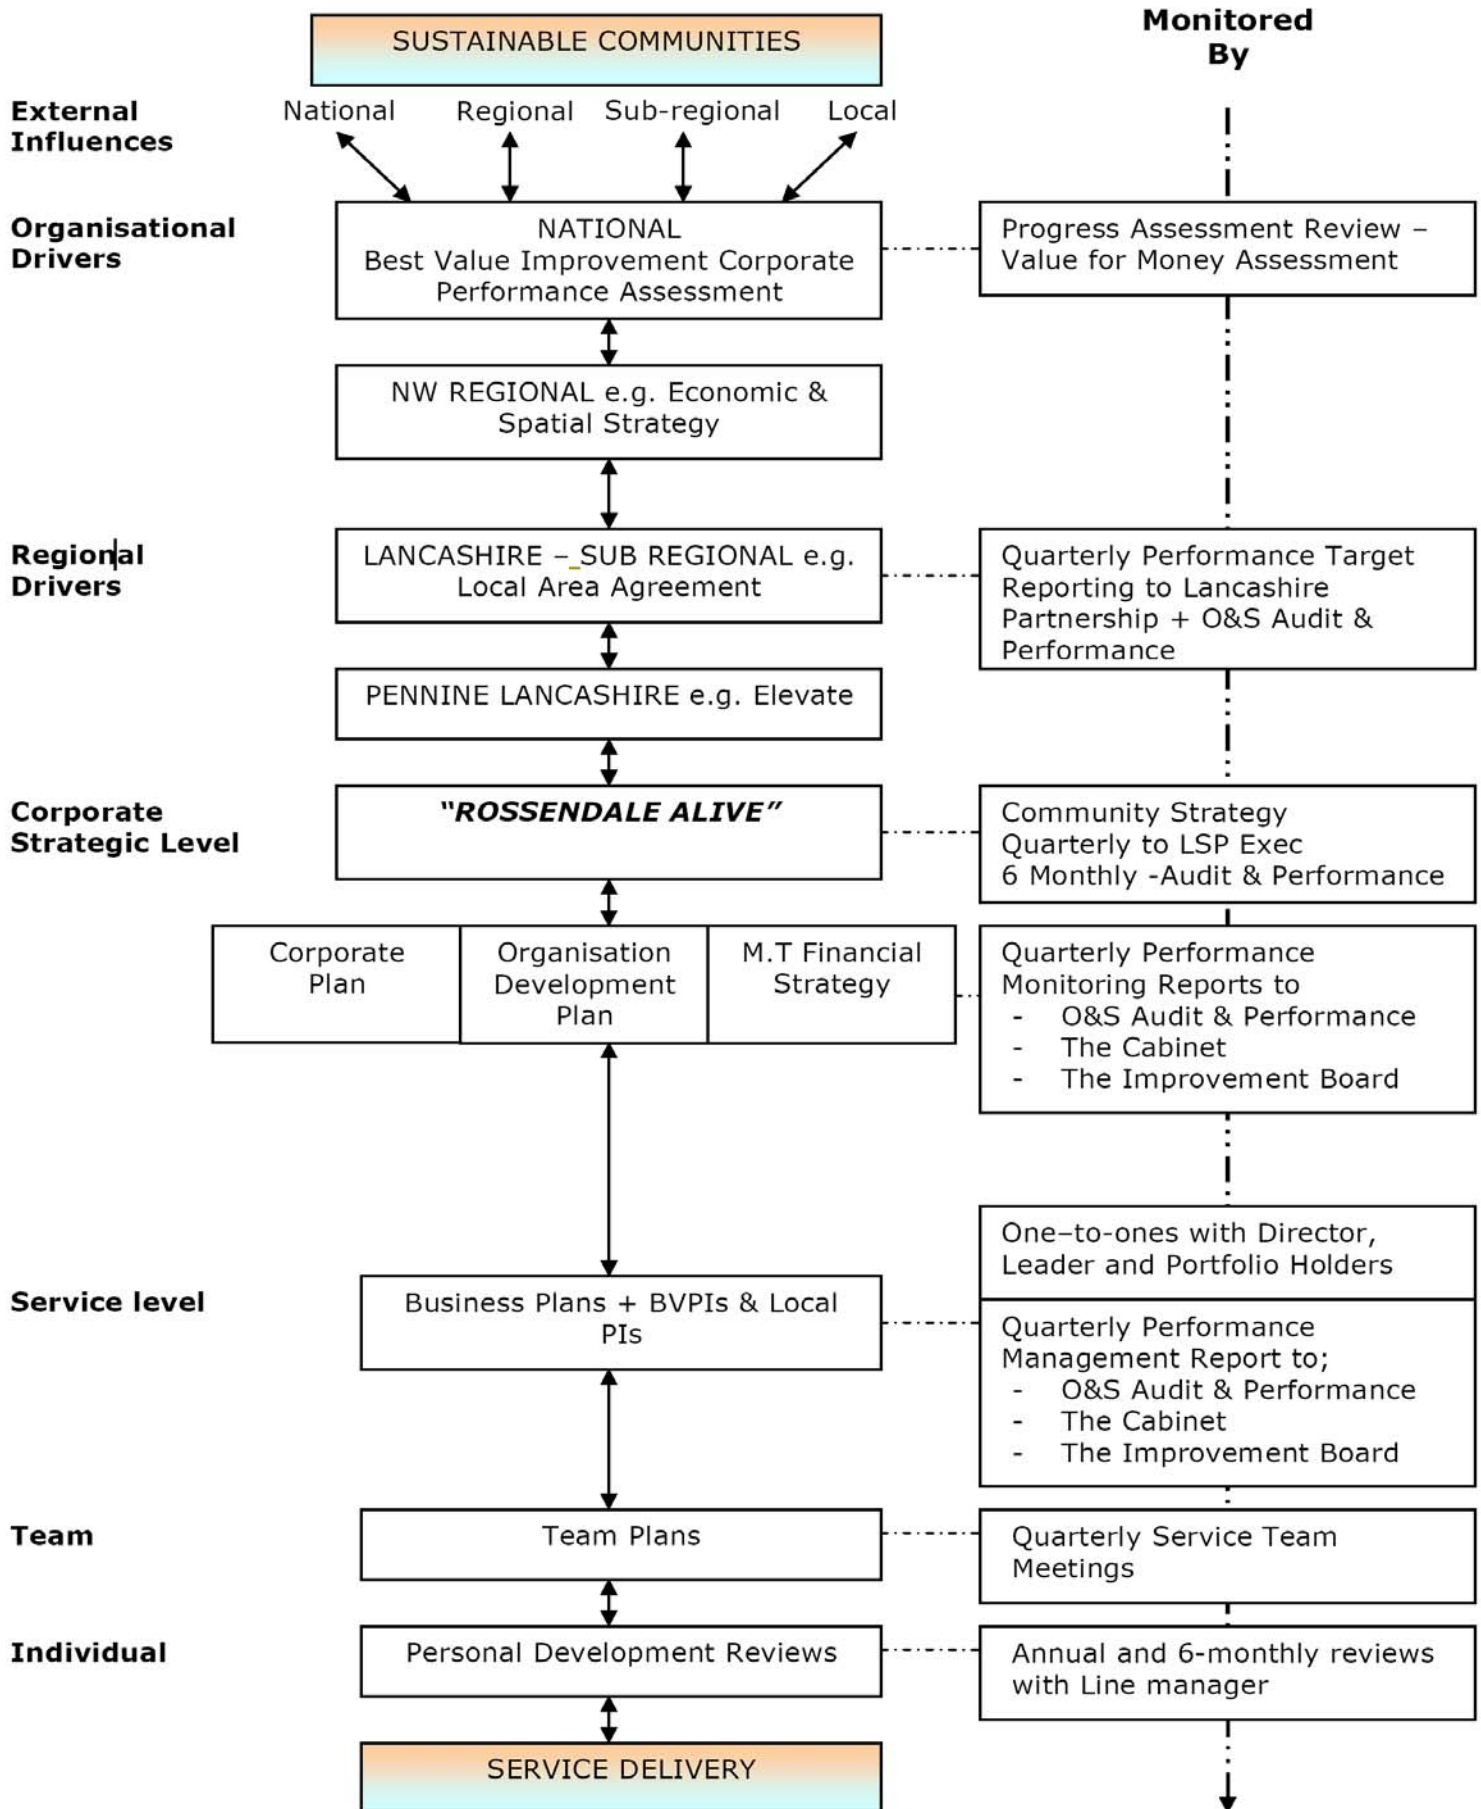 Monitored
By
SUSTAINABLE COMMUNITIES
External
Influences
National Regional Sub-regional Local
Organisational
Drivers
NATIONAL
Best Value Improvement Corporate
Performance Assessment
Progress Assessment Review –
Value for Money Assessment
NW REGIONAL e.g. Economic &
Spatial Strategy
Regional
Drivers
LANCASHIRE – SUB REGIONAL e.g.
Local Area Agreement
Quarterly Performance Target
Reporting to Lancashire
Partnership + O&S Audit &
Performance
PENNINE LANCASHIRE e.g. Elevate
Corporate
Strategic Level
“ROSSENDALE ALIVE”
Community Strategy
Quarterly to LSP Exec
6 Monthly -Audit & Performance
Corporate
Plan
Organisation
Development
Plan
M.T Financial
Strategy
Quarterly Performance
Monitoring Reports to
- O&S Audit & Performance
- The Cabinet
- The Improvement Board
One–to-ones with Director,
Leader and Portfolio Holders
Service level
Business Plans + BVPIs & Local
PIs
Quarterly Performance
Management Report to;
- O&S Audit & Performance
- The Cabinet
- The Improvement Board
Team
Team Plans
Quarterly Service Team
Meetings
Individual
Personal Development Reviews
Annual and 6-monthly reviews
with Line manager
SERVICE DELIVERY